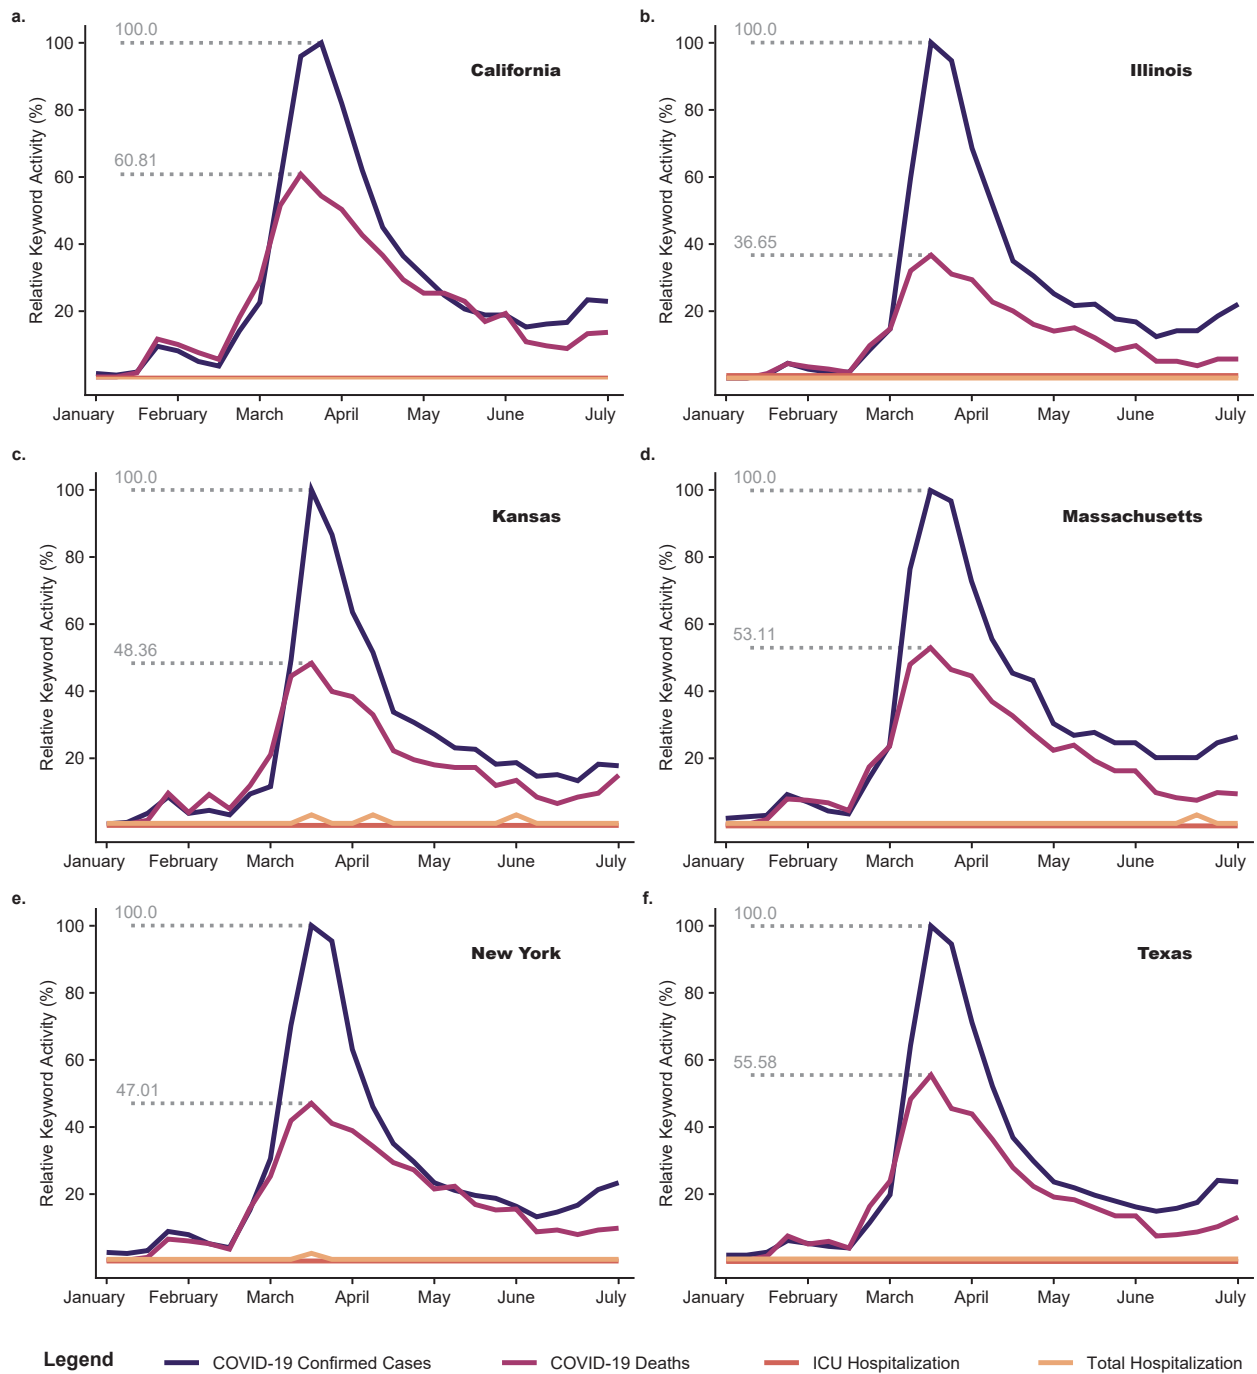 a.
100.0
100
California
80
60.81
60
40
20
Relative Keyword Activity (%)
January February March April May June July
b.
100.0
100
Illinois
80
60
40
36.65
20
Relative Keyword Activity (%)
January February March April May June July
c.
100.0
100
Kansas
80
60
48.36
40
20
Relative Keyword Activity (%)
January February March April May June July
d.
100.0
100
Massachusetts
80
60
53.11
40
20
Relative Keyword Activity (%)
January February March April May June July
e.
100.0
100
New York
80
60
47.01
40
20
Relative Keyword Activity (%)
January February March April May June July
f.
100.0
100
Texas
80
60
55.58
40
20
Relative Keyword Activity (%)
January February March April May June July
Legend COVID-19 Confirmed Cases COVID-19 Deaths ICU Hospitalization Total Hospitalization